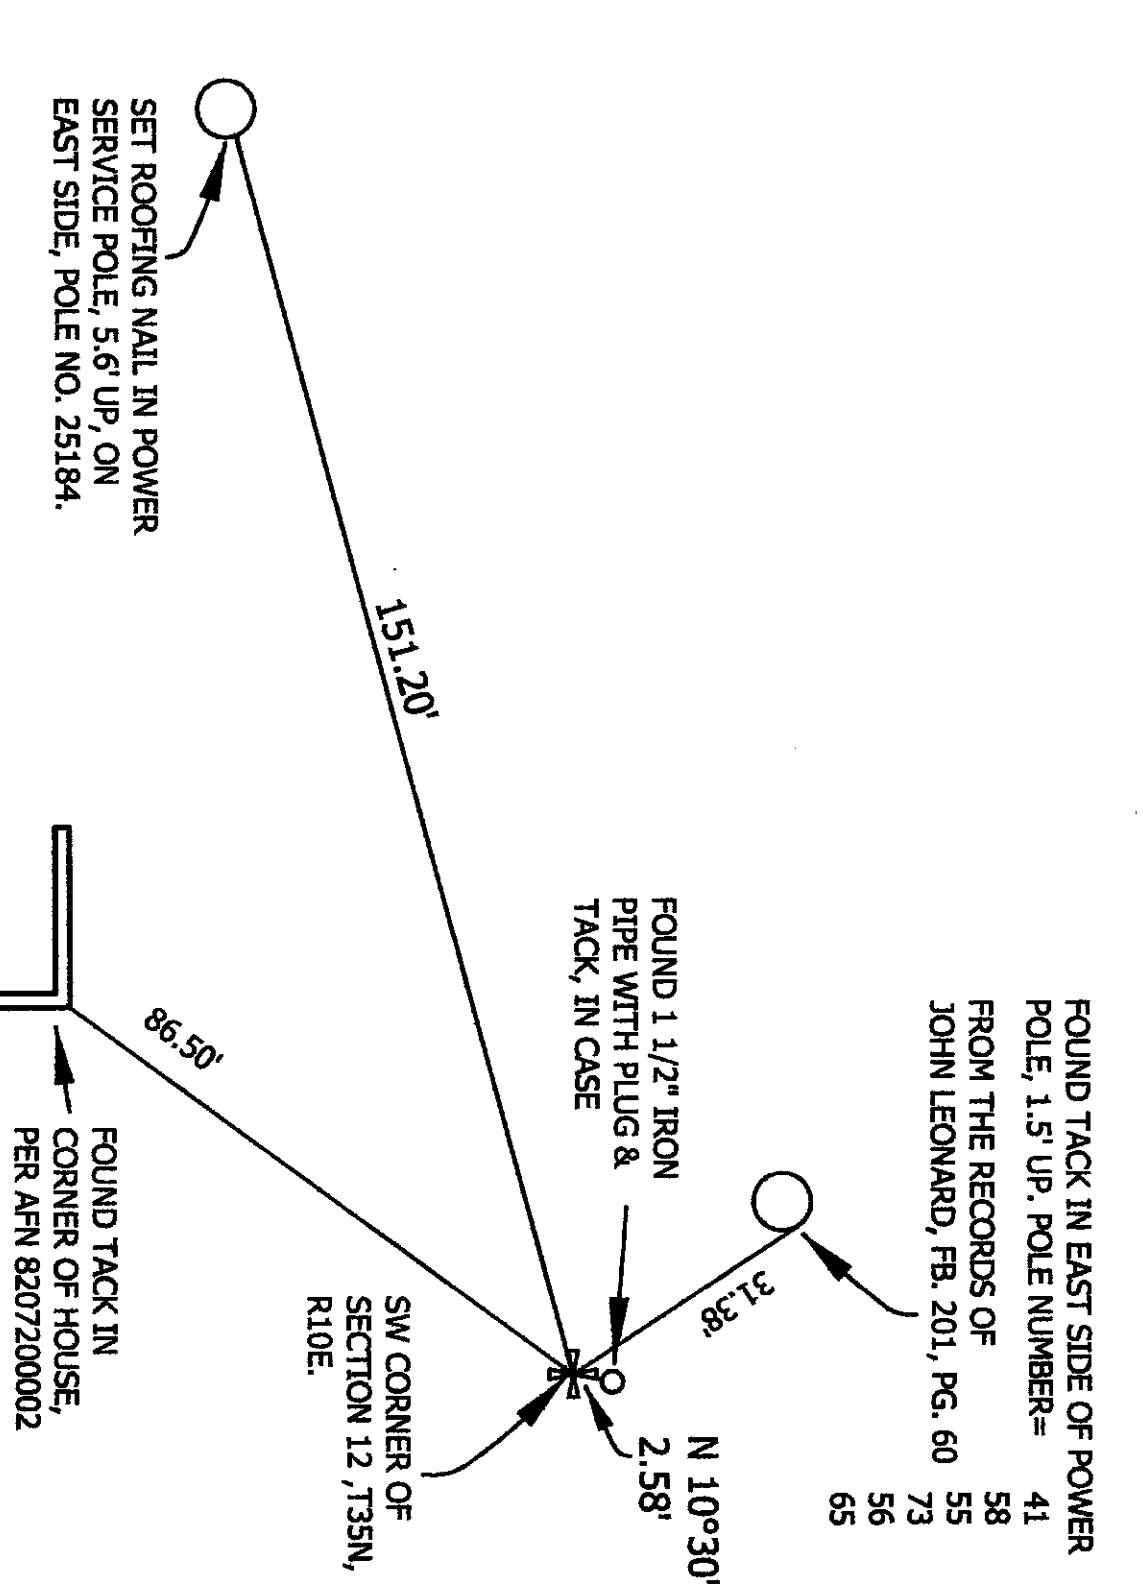 FOUND TACK IN EAST SIDE OF POWER
POLE, 1.5' UP. POLE NUMBER= 41
58
55
73
56
65
FROM THE RECORDS OF
JOHN LEONARD, FB. 201, PG. 60
FOUND 1 1/2" IRON
PIPE WITH PLUG &
TACK, IN CASE
31.38'
N 10°30'
2.58'
151.20'
SW CORNER OF
SECTION 12 ,T35N,
R10E.
SET ROOFING NAIL IN POWER
SERVICE POLE, 5.6' UP, ON
EAST SIDE, POLE NO. 25184.
86.50'
FOUND TACK IN
CORNER OF HOUSE,
PER AFN 8207200002